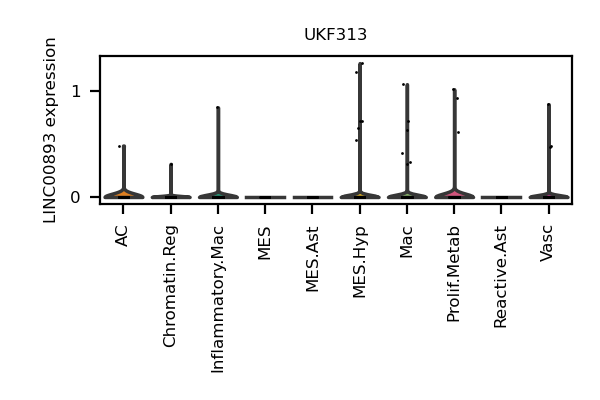 UKF313
LINC00893 expression
1
0
AC
Chromatin.Reg
Inflammatory.Mac
MES
MES.Ast
MES.Hyp
Mac
Prolif.Metab
Reactive.Ast
Vasc